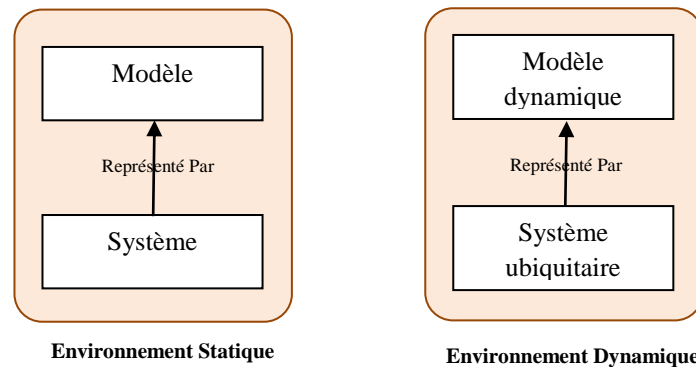 Modèle
Représenté Par
Système
Environnement Statique
Modèle
dynamique
Représenté Par
Système
ubiquitaire
Environnement Dynamique